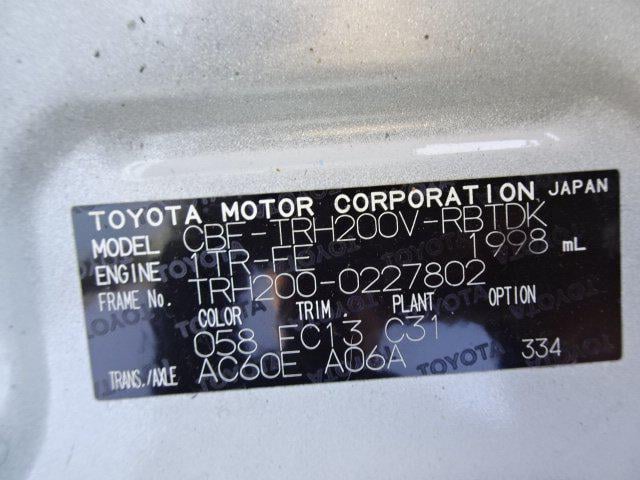 TOYOTA MOTOR CORPORATION JAPAN
MODEL CBF-TRH200V-RBTDK
ENGINE 1TR-FE 1998 mL
FRAME No. TRH200-0227802
COLOR TRIM. PLANT OPTION
058 FC13 C31
TRANS./AXLE AC60E A06A 334